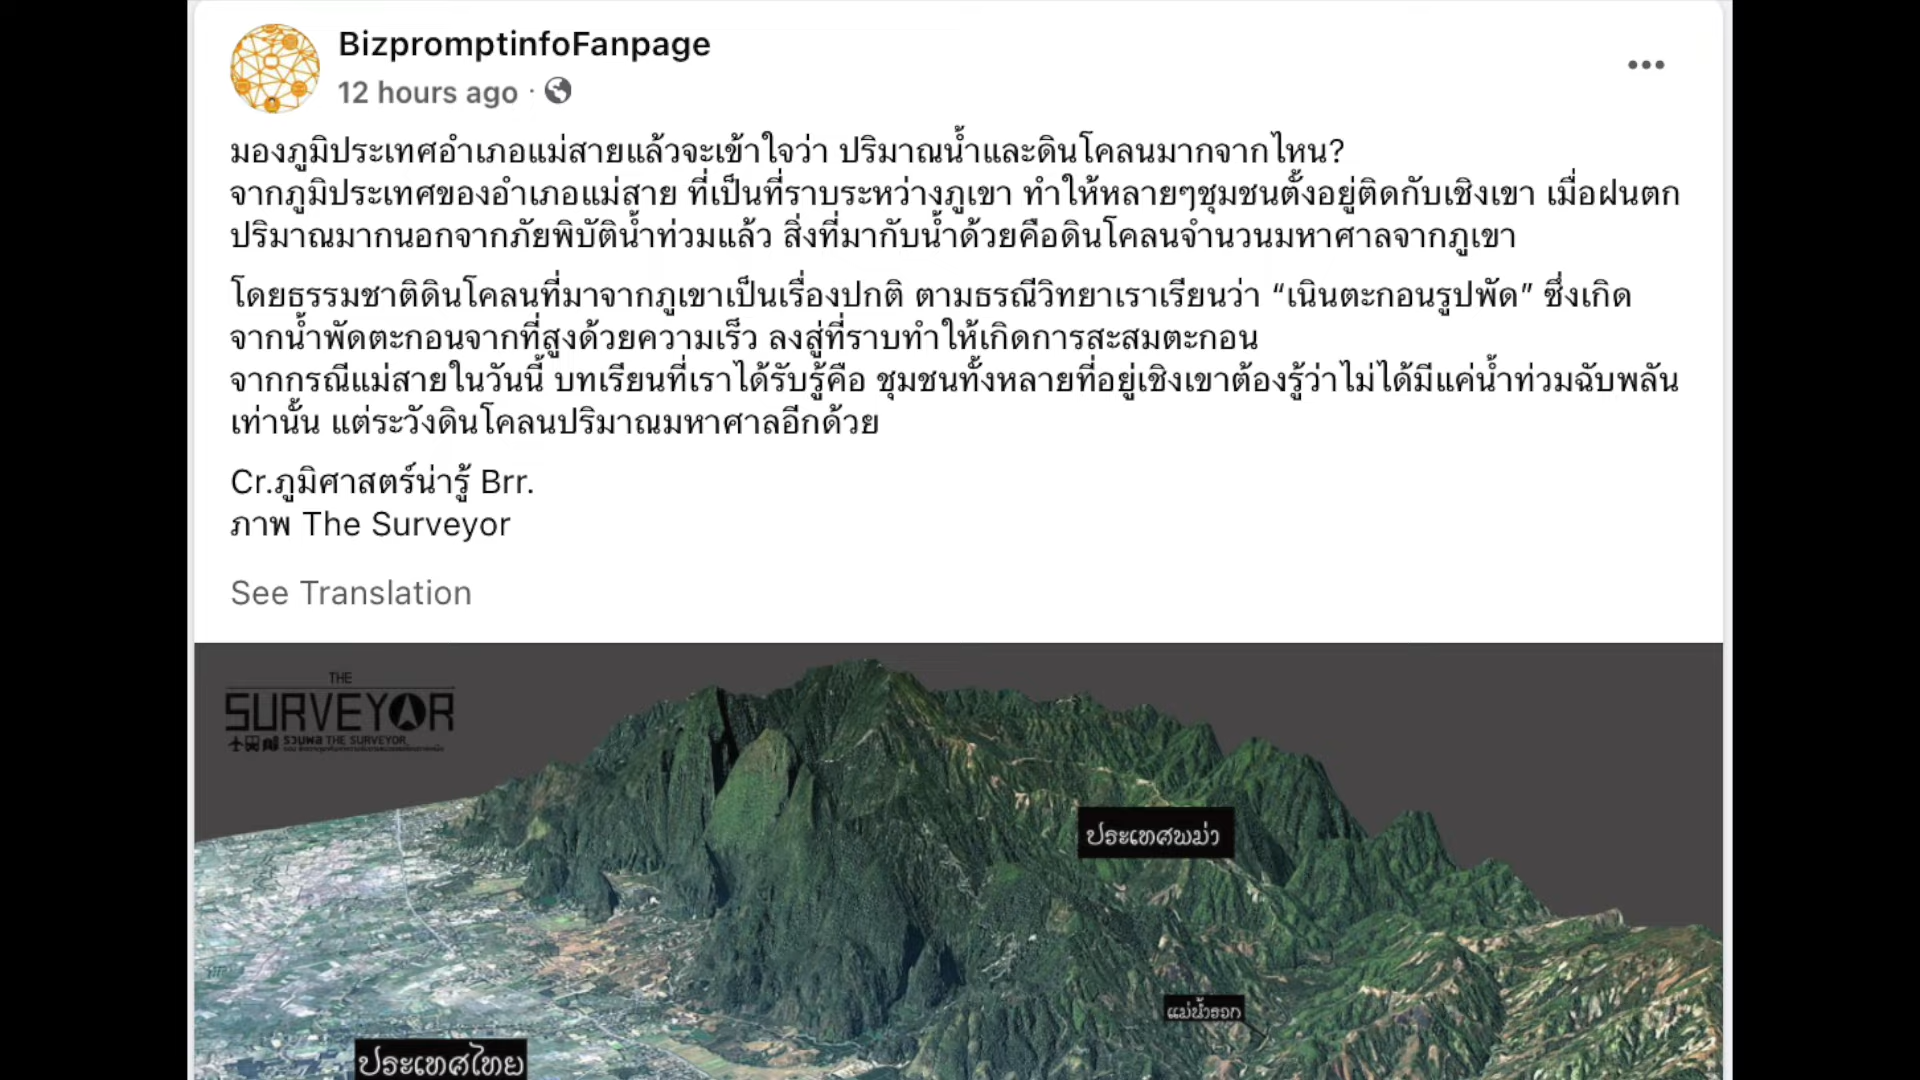 BizpromptinfoFanpage
12 hours ago ·
มองภูมิประเทศอำเภอแม่สายแล้วจะเข้าใจว่า ปริมาณน้ำและดินโคลนมากจากไหน?
จากภูมิประเทศของอำเภอแม่สาย ที่เป็นที่ราบระหว่างภูเขา ทำให้หลายๆชุมชนตั้งอยู่ติดกับเชิงเขา เมื่อฝนตก
ปริมาณมากนอกจากภัยพิบัติน้ำท่วมแล้ว สิ่งที่มากับน้ำด้วยคือดินโคลนจำนวนมหาศาลจากภูเขา
โดยธรรมชาติดินโคลนที่มาจากภูเขาเป็นเรื่องปกติ ตามธรณีวิทยาเราเรียนว่า “เนินตะกอนรูปพัด” ซึ่งเกิด
จากน้ำพัดตะกอนจากที่สูงด้วยความเร็ว ลงสู่ที่ราบทำให้เกิดการสะสมตะกอน
จากกรณีแม่สายในวันนี้ บทเรียนที่เราได้รับรู้คือ ชุมชนทั้งหลายที่อยู่เชิงเขาต้องรู้ว่าไม่ได้มีแค่น้ำท่วมฉับพลัน
เท่านั้น แต่ระวังดินโคลนปริมาณมหาศาลอีกด้วย
Cr.ภูมิศาสตร์น่ารู้ Brr.
ภาพ The Surveyor
See Translation
THE
SURVEYOR
รวมพล THE SURVEYOR
ประเทศพม่า
แม่น้ำรวก
ประเทศไทย